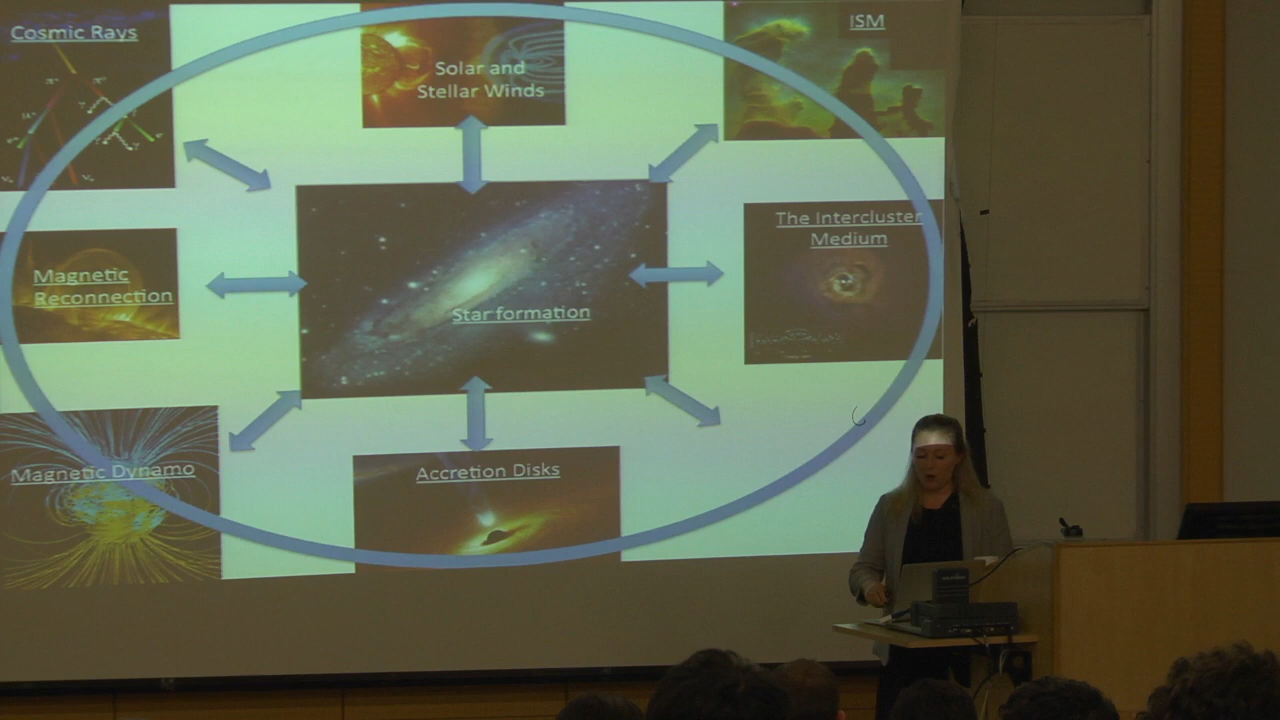 Cosmic Rays
Solar and
Stellar Winds
ISM
The Intercluster
Medium
Magnetic
Reconnection
Star formation
Magnetic Dynamo
Accretion Disks